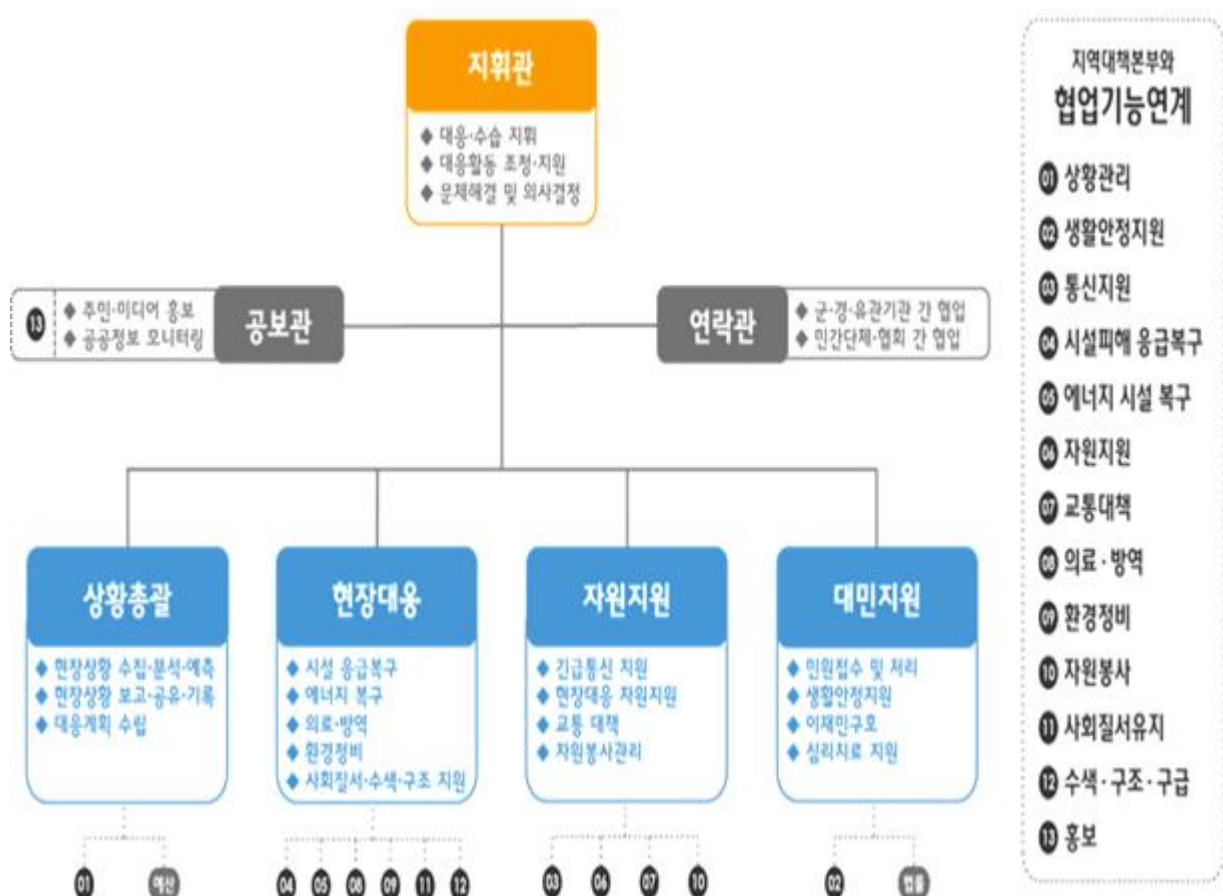 지휘관
◆ 대응·수습 지휘
◆ 대응활동 조정·지원
◆ 문제해결 및 의사결정
13
◆ 주민·미디어 홍보
◆ 공공정보 모니터링
공보관
연락관
◆ 군·경·유관기관 간 협업
◆ 민간단체·협회 간 협업
상황총괄
◆ 현장상황 수집·분석·예측
◆ 현장상황 보고·공유·기록
◆ 대응계획 수립
01
예산
현장대응
◆ 시설 응급복구
◆ 에너지 복구
◆ 의료·방역
◆ 환경정비
◆ 사회질서·수색·구조 지원
04 05 08 09 11 12
자원지원
◆ 긴급통신 지원
◆ 현장대응 자원지원
◆ 교통 대책
◆ 자원봉사관리
03 06 07 10
대민지원
◆ 민원접수 및 처리
◆ 생활안정지원
◆ 이재민구호
◆ 심리치료 지원
02
법률
지역대책본부와
협업기능연계
01 상황관리
02 생활안정지원
03 통신지원
04 시설피해 응급복구
05 에너지 시설 복구
06 자원지원
07 교통대책
08 의료·방역
09 환경정비
10 자원봉사
11 사회질서유지
12 수색·구조·구급
13 홍보